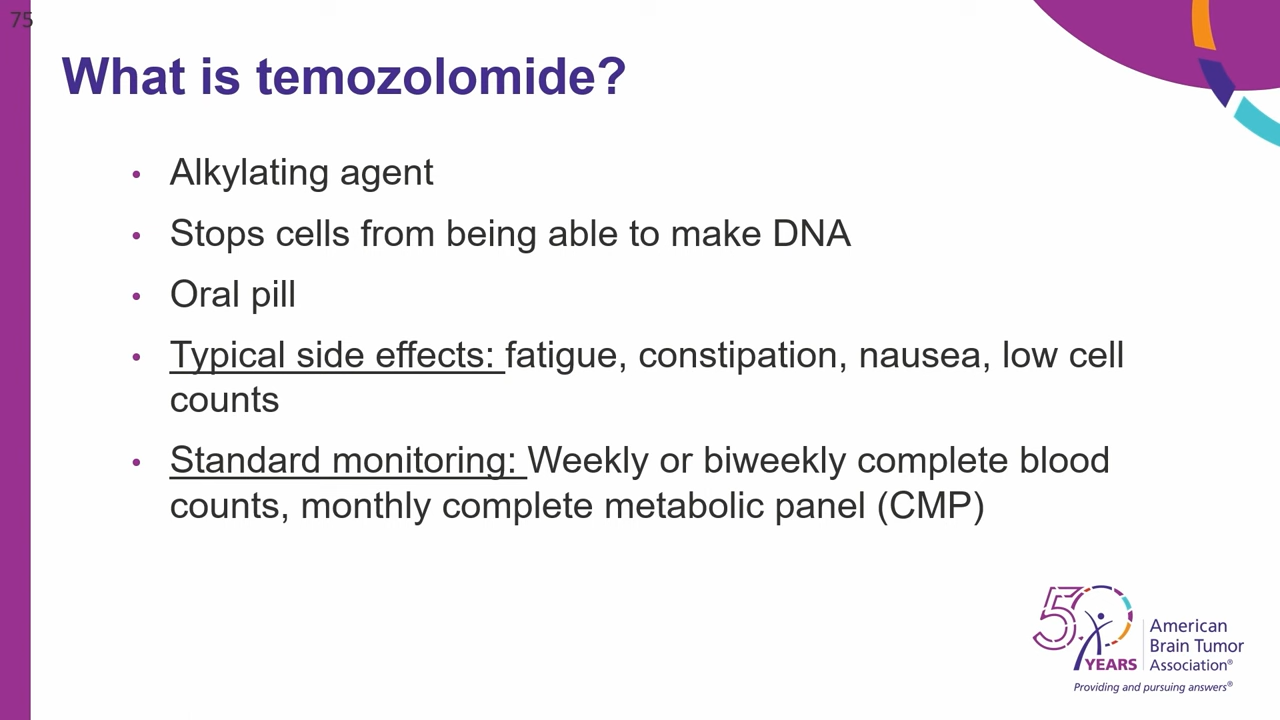 75
What is temozolomide?
• Alkylating agent
• Stops cells from being able to make DNA
• Oral pill
• Typical side effects: fatigue, constipation, nausea, low cell
counts
• Standard monitoring: Weekly or biweekly complete blood
counts, monthly complete metabolic panel (CMP)
50
YEARS
American
Brain Tumor
Association®
Providing and pursuing answers®